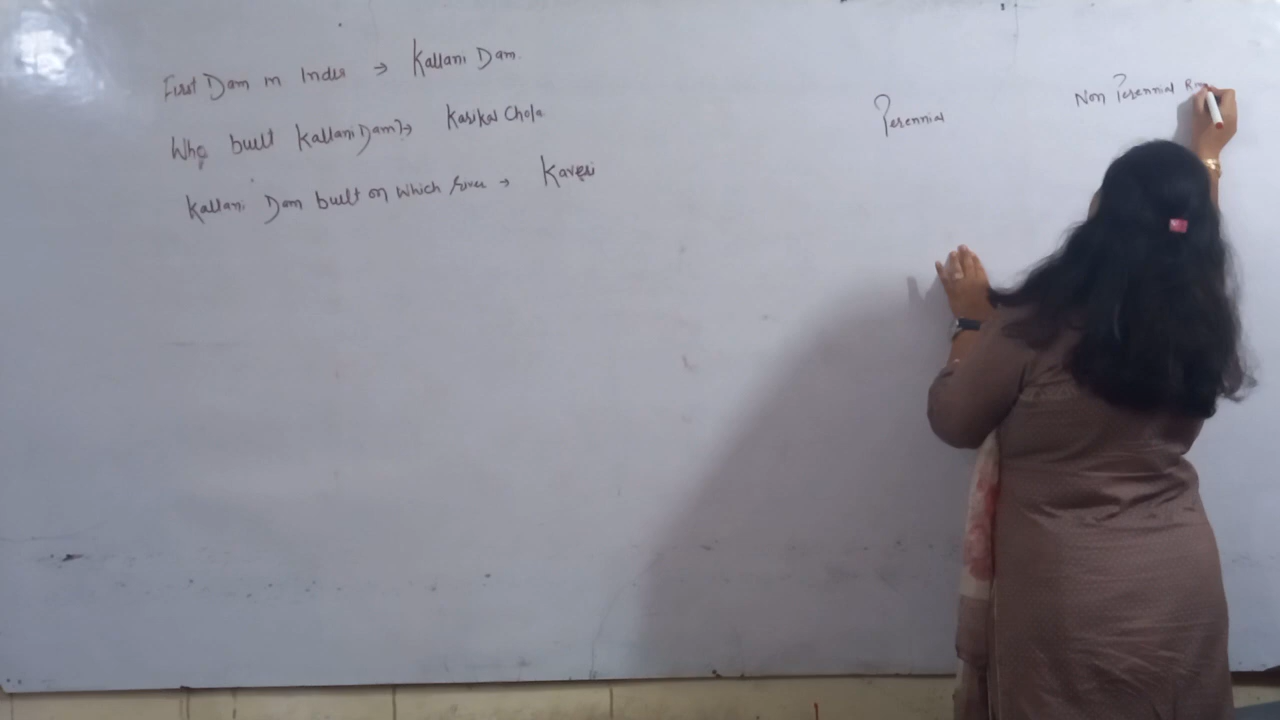 First Dam in India → Kallani Dam.
Who built Kallani Dam? → Karikal Chola
Kallani Dam built on which river → Kaveri
Perennial
Non Perennial Riv